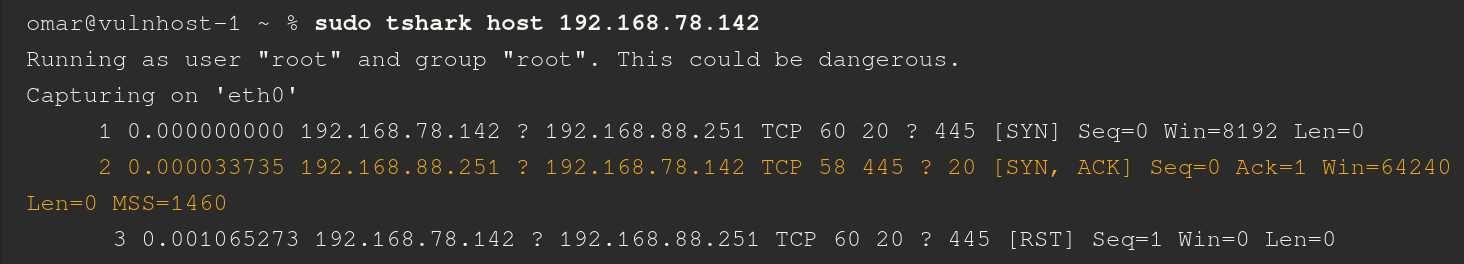 omar@vulnhost-1 ~ % sudo tshark host 192.168.78.142
Running as user "root" and group "root". This could be dangerous.
Capturing on 'eth0'
1 0.000000000 192.168.78.142 ? 192.168.88.251 TCP 60 20 ? 445 [SYN] Seq=0 Win=8192 Len=0
2 0.000033735 192.168.88.251 ? 192.168.78.142 TCP 58 445 ? 20 [SYN, ACK] Seq=0 Ack=1 Win=64240
Len=0 MSS=1460
3 0.001065273 192.168.78.142 ? 192.168.88.251 TCP 60 20 ? 445 [RST] Seq=1 Win=0 Len=0